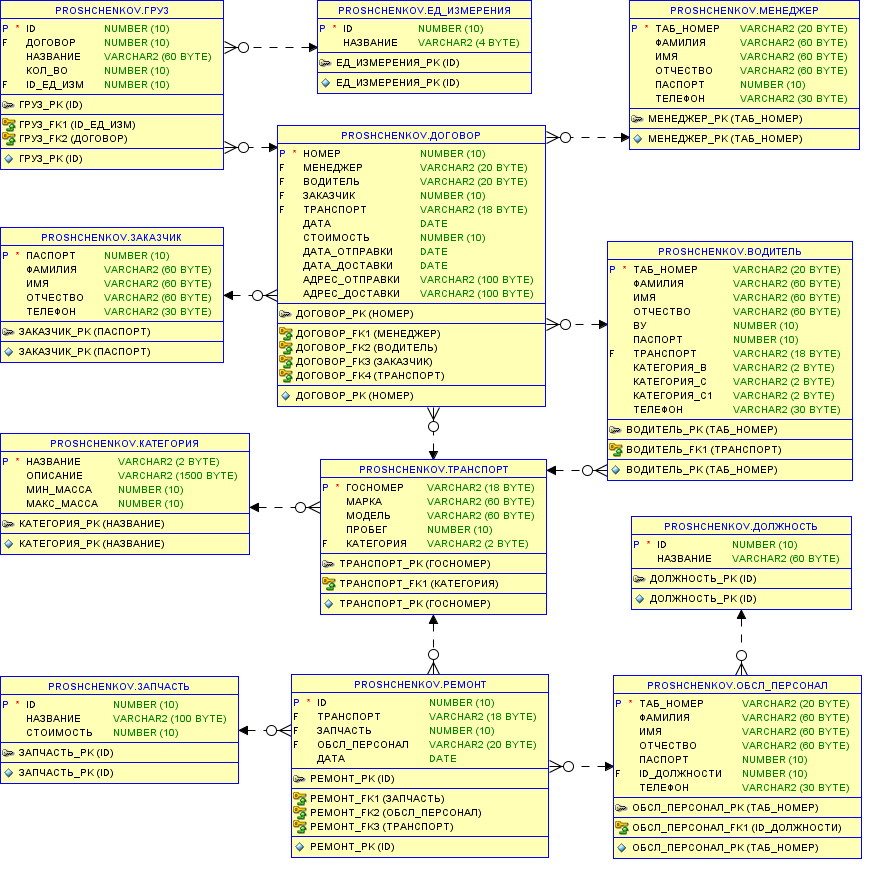 PROSHCHENKOV.ГРУЗ
P * ID NUMBER (10)
F ДОГОВОР NUMBER (10)
НАЗВАНИЕ VARCHAR2 (60 BYTE)
КОЛ_ВО NUMBER (10)
F ID_ЕД_ИЗМ NUMBER (10)
ГРУЗ_PK (ID)
ГРУЗ_FK1 (ID_ЕД_ИЗМ)
ГРУЗ_FK2 (ДОГОВОР)
ГРУЗ_PK (ID)
PROSHCHENKOV.ЕД_ИЗМЕРЕНИЯ
P * ID NUMBER (10)
НАЗВАНИЕ VARCHAR2 (4 BYTE)
ЕД_ИЗМЕРЕНИЯ_PK (ID)
ЕД_ИЗМЕРЕНИЯ_PK (ID)
PROSHCHENKOV.МЕНЕДЖЕР
P * ТАБ_НОМЕР VARCHAR2 (20 BYTE)
ФАМИЛИЯ VARCHAR2 (60 BYTE)
ИМЯ VARCHAR2 (60 BYTE)
ОТЧЕСТВО VARCHAR2 (60 BYTE)
ПАСПОРТ NUMBER (10)
ТЕЛЕФОН VARCHAR2 (30 BYTE)
МЕНЕДЖЕР_PK (ТАБ_НОМЕР)
МЕНЕДЖЕР_PK (ТАБ_НОМЕР)
PROSHCHENKOV.ДОГОВОР
P * НОМЕР NUMBER (10)
F МЕНЕДЖЕР VARCHAR2 (20 BYTE)
F ВОДИТЕЛЬ VARCHAR2 (20 BYTE)
F ЗАКАЗЧИК NUMBER (10)
F ТРАНСПОРТ VARCHAR2 (18 BYTE)
ДАТА DATE
СТОИМОСТЬ NUMBER (10)
ДАТА_ОТПРАВКИ DATE
ДАТА_ДОСТАВКИ DATE
АДРЕС_ОТПРАВКИ VARCHAR2 (100 BYTE)
АДРЕС_ДОСТАВКИ VARCHAR2 (100 BYTE)
ДОГОВОР_PK (НОМЕР)
ДОГОВОР_FK1 (МЕНЕДЖЕР)
ДОГОВОР_FK2 (ВОДИТЕЛЬ)
ДОГОВОР_FK3 (ЗАКАЗЧИК)
ДОГОВОР_FK4 (ТРАНСПОРТ)
ДОГОВОР_PK (НОМЕР)
PROSHCHENKOV.ЗАКАЗЧИК
P * ПАСПОРТ NUMBER (10)
ФАМИЛИЯ VARCHAR2 (60 BYTE)
ИМЯ VARCHAR2 (60 BYTE)
ОТЧЕСТВО VARCHAR2 (60 BYTE)
ТЕЛЕФОН VARCHAR2 (30 BYTE)
ЗАКАЗЧИК_PK (ПАСПОРТ)
ЗАКАЗЧИК_PK (ПАСПОРТ)
PROSHCHENKOV.ВОДИТЕЛЬ
P * ТАБ_НОМЕР VARCHAR2 (20 BYTE)
ФАМИЛИЯ VARCHAR2 (60 BYTE)
ИМЯ VARCHAR2 (60 BYTE)
ОТЧЕСТВО VARCHAR2 (60 BYTE)
ВУ NUMBER (10)
ПАСПОРТ NUMBER (10)
F ТРАНСПОРТ VARCHAR2 (18 BYTE)
КАТЕГОРИЯ_B VARCHAR2 (2 BYTE)
КАТЕГОРИЯ_C VARCHAR2 (2 BYTE)
КАТЕГОРИЯ_C1 VARCHAR2 (2 BYTE)
ТЕЛЕФОН VARCHAR2 (30 BYTE)
ВОДИТЕЛЬ_PK (ТАБ_НОМЕР)
ВОДИТЕЛЬ_FK1 (ТРАНСПОРТ)
ВОДИТЕЛЬ_PK (ТАБ_НОМЕР)
PROSHCHENKOV.КАТЕГОРИЯ
P * НАЗВАНИЕ VARCHAR2 (2 BYTE)
ОПИСАНИЕ VARCHAR2 (1500 BYTE)
МИН_МАССА NUMBER (10)
МАКС_МАССА NUMBER (10)
КАТЕГОРИЯ_PK (НАЗВАНИЕ)
КАТЕГОРИЯ_PK (НАЗВАНИЕ)
PROSHCHENKOV.ТРАНСПОРТ
P * ГОСНОМЕР VARCHAR2 (18 BYTE)
МАРКА VARCHAR2 (60 BYTE)
МОДЕЛЬ VARCHAR2 (60 BYTE)
ПРОБЕГ NUMBER (10)
F КАТЕГОРИЯ VARCHAR2 (2 BYTE)
ТРАНСПОРТ_PK (ГОСНОМЕР)
ТРАНСПОРТ_FK1 (КАТЕГОРИЯ)
ТРАНСПОРТ_PK (ГОСНОМЕР)
PROSHCHENKOV.ДОЛЖНОСТЬ
P * ID NUMBER (10)
НАЗВАНИЕ VARCHAR2 (60 BYTE)
ДОЛЖНОСТЬ_PK (ID)
ДОЛЖНОСТЬ_PK (ID)
PROSHCHENKOV.ЗАПЧАСТЬ
P * ID NUMBER (10)
НАЗВАНИЕ VARCHAR2 (100 BYTE)
СТОИМОСТЬ NUMBER (10)
ЗАПЧАСТЬ_PK (ID)
ЗАПЧАСТЬ_PK (ID)
PROSHCHENKOV.РЕМОНТ
P * ID NUMBER (10)
F ТРАНСПОРТ VARCHAR2 (18 BYTE)
F ЗАПЧАСТЬ NUMBER (10)
F ОБСЛ_ПЕРСОНАЛ VARCHAR2 (20 BYTE)
ДАТА DATE
РЕМОНТ_PK (ID)
РЕМОНТ_FK1 (ЗАПЧАСТЬ)
РЕМОНТ_FK2 (ОБСЛ_ПЕРСОНАЛ)
РЕМОНТ_FK3 (ТРАНСПОРТ)
РЕМОНТ_PK (ID)
PROSHCHENKOV.ОБСЛ_ПЕРСОНАЛ
P * ТАБ_НОМЕР VARCHAR2 (20 BYTE)
ФАМИЛИЯ VARCHAR2 (60 BYTE)
ИМЯ VARCHAR2 (60 BYTE)
ОТЧЕСТВО VARCHAR2 (60 BYTE)
ПАСПОРТ NUMBER (10)
F ID_ДОЛЖНОСТИ NUMBER (10)
ТЕЛЕФОН VARCHAR2 (30 BYTE)
ОБСЛ_ПЕРСОНАЛ_PK (ТАБ_НОМЕР)
ОБСЛ_ПЕРСОНАЛ_FK1 (ID_ДОЛЖНОСТИ)
ОБСЛ_ПЕРСОНАЛ_PK (ТАБ_НОМЕР)